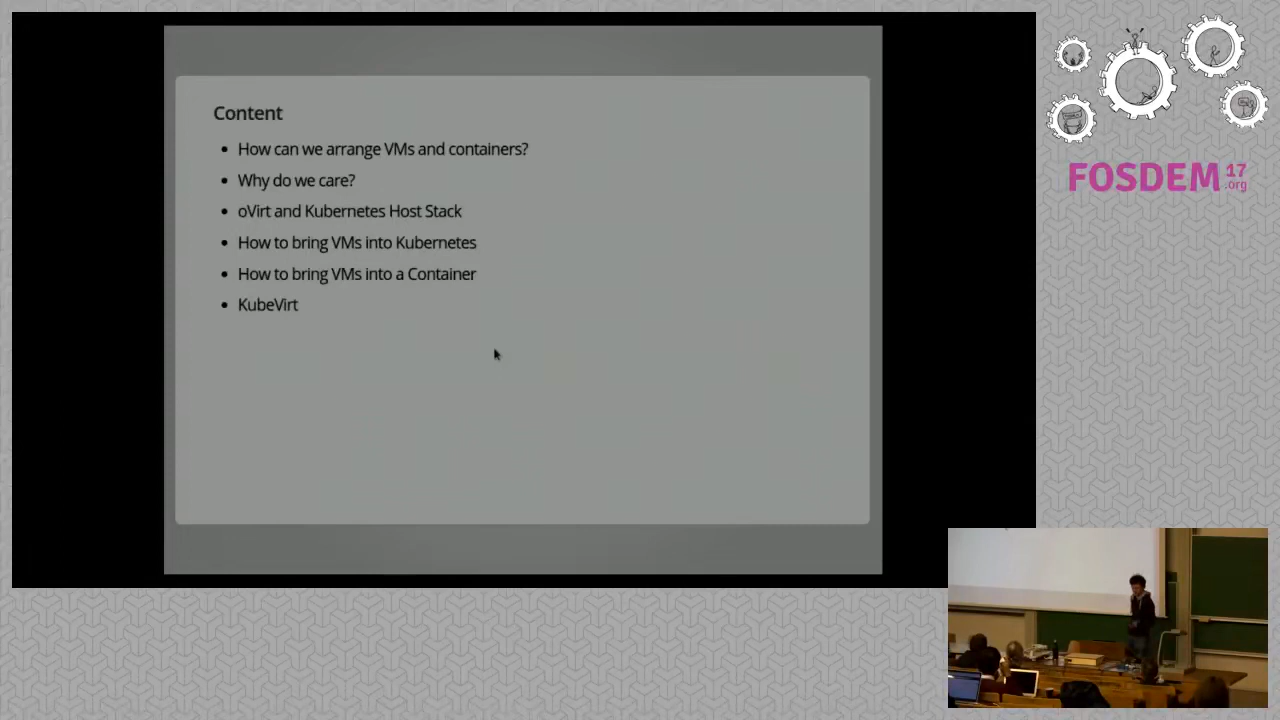 Content
How can we arrange VMs and containers?
Why do we care?
oVirt and Kubernetes Host Stack
How to bring VMs into Kubernetes
How to bring VMs into a Container
KubeVirt
FOSDEM 17
.org